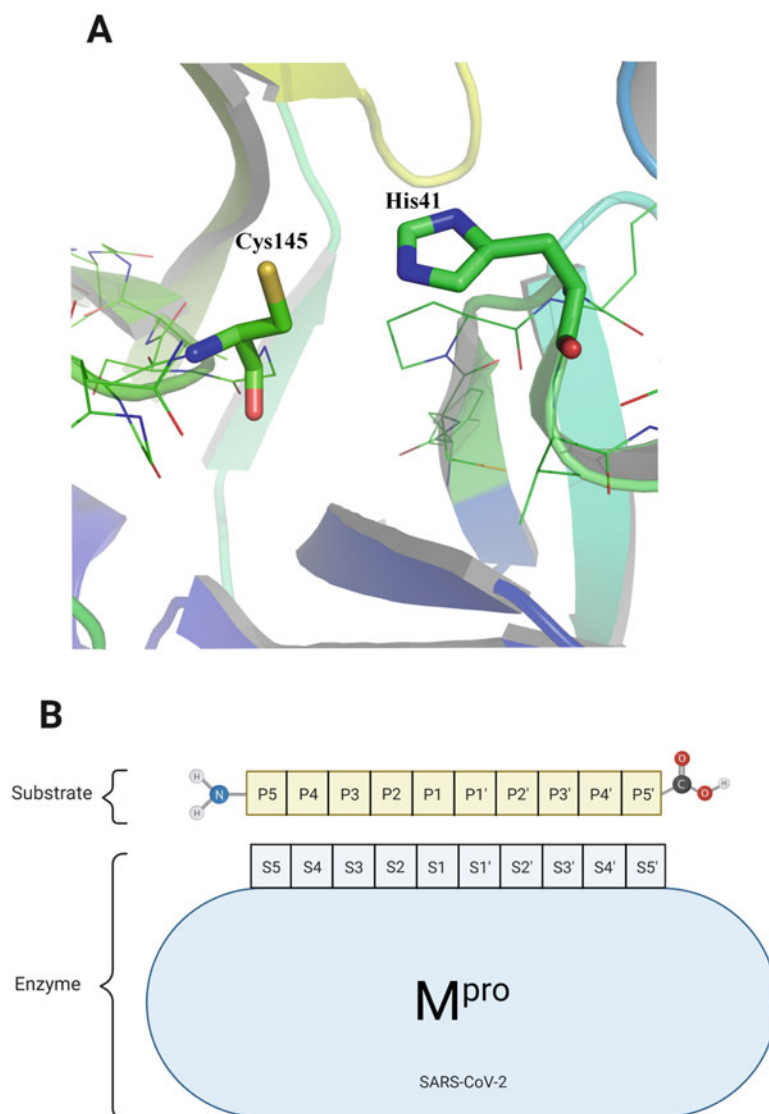 A
His41
Cys145
B
Substrate
H
H
N
P5 P4 P3 P2 P1 P1' P2' P3' P4' P5'
O
C
O
H
S5 S4 S3 S2 S1 S1' S2' S3' S4' S5'
Enzyme
Mpro
SARS-CoV-2